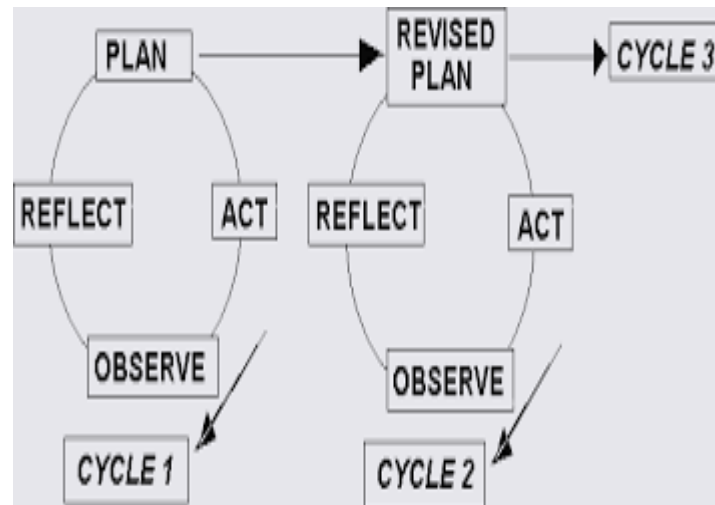 PLAN
REVISED
PLAN
CYCLE 3
REFLECT
ACT
REFLECT
ACT
OBSERVE
OBSERVE
CYCLE 1
CYCLE 2